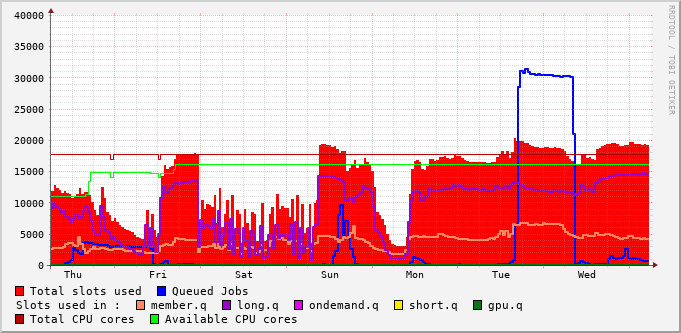 40000
35000
30000
25000
20000
15000
10000
5000
0
Thu Fri Sat Sun Mon Tue Wed
RRDTOOL / TOBI OETIKER
Total slots used Queued Jobs
Slots used in : member.q long.q ondemand.q short.q gpu.q
Total CPU cores Available CPU cores